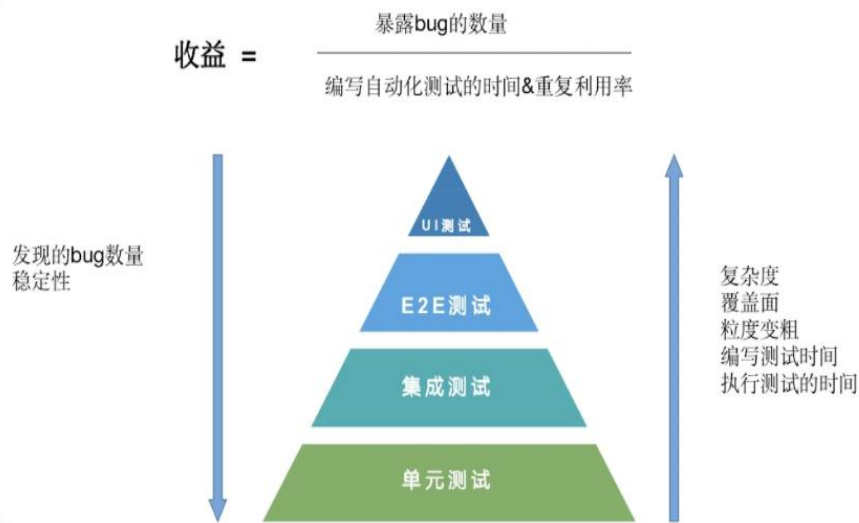 暴露bug的数量
收益 =
编写自动化测试的时间&重复利用率
UI测试
发现的bug数量
稳定性
E2E测试
复杂度
覆盖面
粒度变粗
编写测试时间
执行测试的时间
集成测试
单元测试